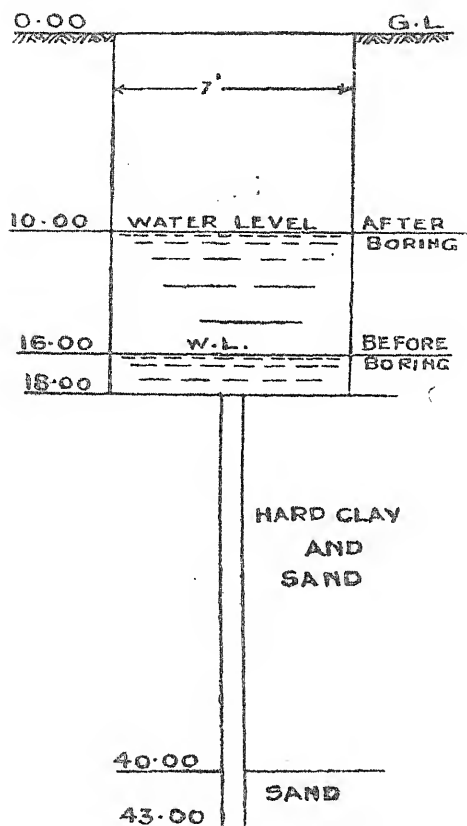 0.00 G.L
7'
10.00 WATER LEVEL AFTER
BORING
16.00 W.L. BEFORE
BORING
18.00
HARD CLAY
AND
SAND
40.00
SAND
43.00